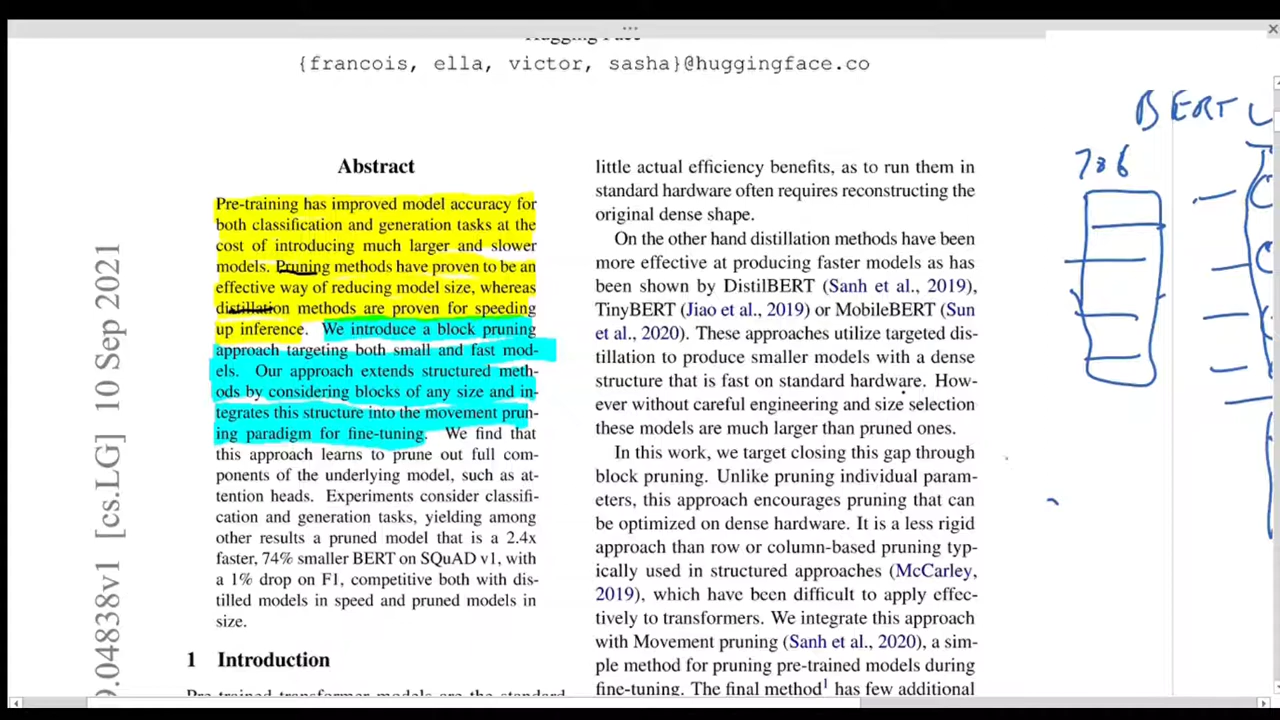 {francois, ella, victor, sasha}@huggingface.co
Abstract
Pre-training has improved model accuracy for
both classification and generation tasks at the
cost of introducing much larger and slower
models. Pruning methods have proven to be an
effective way of reducing model size, whereas
distillation methods are proven for speeding
up inference. We introduce a block pruning
approach targeting both small and fast mod-
els. Our approach extends structured meth-
ods by considering blocks of any size and in-
tegrates this structure into the movement prun-
ing paradigm for fine-tuning. We find that
this approach learns to prune out full com-
ponents of the underlying model, such as at-
tention heads. Experiments consider classifi-
cation and generation tasks, yielding among
other results a pruned model that is a 2.4x
faster, 74% smaller BERT on SQuAD v1, with
a 1% drop on F1, competitive both with dis-
tilled models in speed and pruned models in
size.
1 Introduction
little actual efficiency benefits, as to run them in
standard hardware often requires reconstructing the
original dense shape.
On the other hand distillation methods have been
more effective at producing faster models as has
been shown by DistilBERT (Sanh et al., 2019),
TinyBERT (Jiao et al., 2019) or MobileBERT (Sun
et al., 2020). These approaches utilize targeted dis-
tillation to produce smaller models with a dense
structure that is fast on standard hardware. How-
ever without careful engineering and size selection
these models are much larger than pruned ones.
In this work, we target closing this gap through
block pruning. Unlike pruning individual param-
eters, this approach encourages pruning that can
be optimized on dense hardware. It is a less rigid
approach than row or column-based pruning typ-
ically used in structured approaches (McCarley,
2019), which have been difficult to apply effec-
tively to transformers. We integrate this approach
with Movement pruning (Sanh et al., 2020), a sim-
ple method for pruning pre-trained models during
fine-tuning. The final method1 has few additional
.04838v1 [cs.LG] 10 Sep 2021
BERT
786